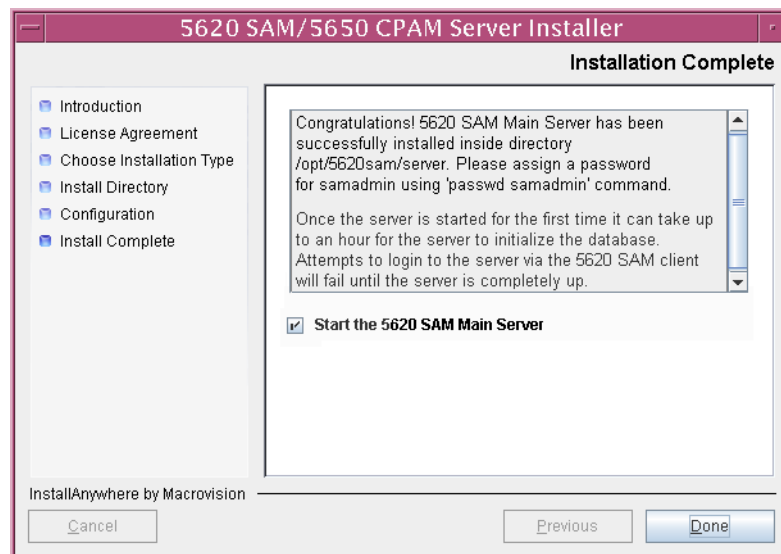 5620 SAM/5650 CPAM Server Installer
Installation Complete
Introduction
License Agreement
Choose Installation Type
Install Directory
Configuration
Install Complete
Congratulations! 5620 SAM Main Server has been
successfully installed inside directory
/opt/5620sam/server. Please assign a password
for samadmin using 'passwd samadmin' command.
Once the server is started for the first time it can take up
to an hour for the server to initialize the database.
Attempts to login to the server via the 5620 SAM client
will fail until the server is completely up.
Start the 5620 SAM Main Server
InstallAnywhere by Macrovision
Cancel
Previous
Done